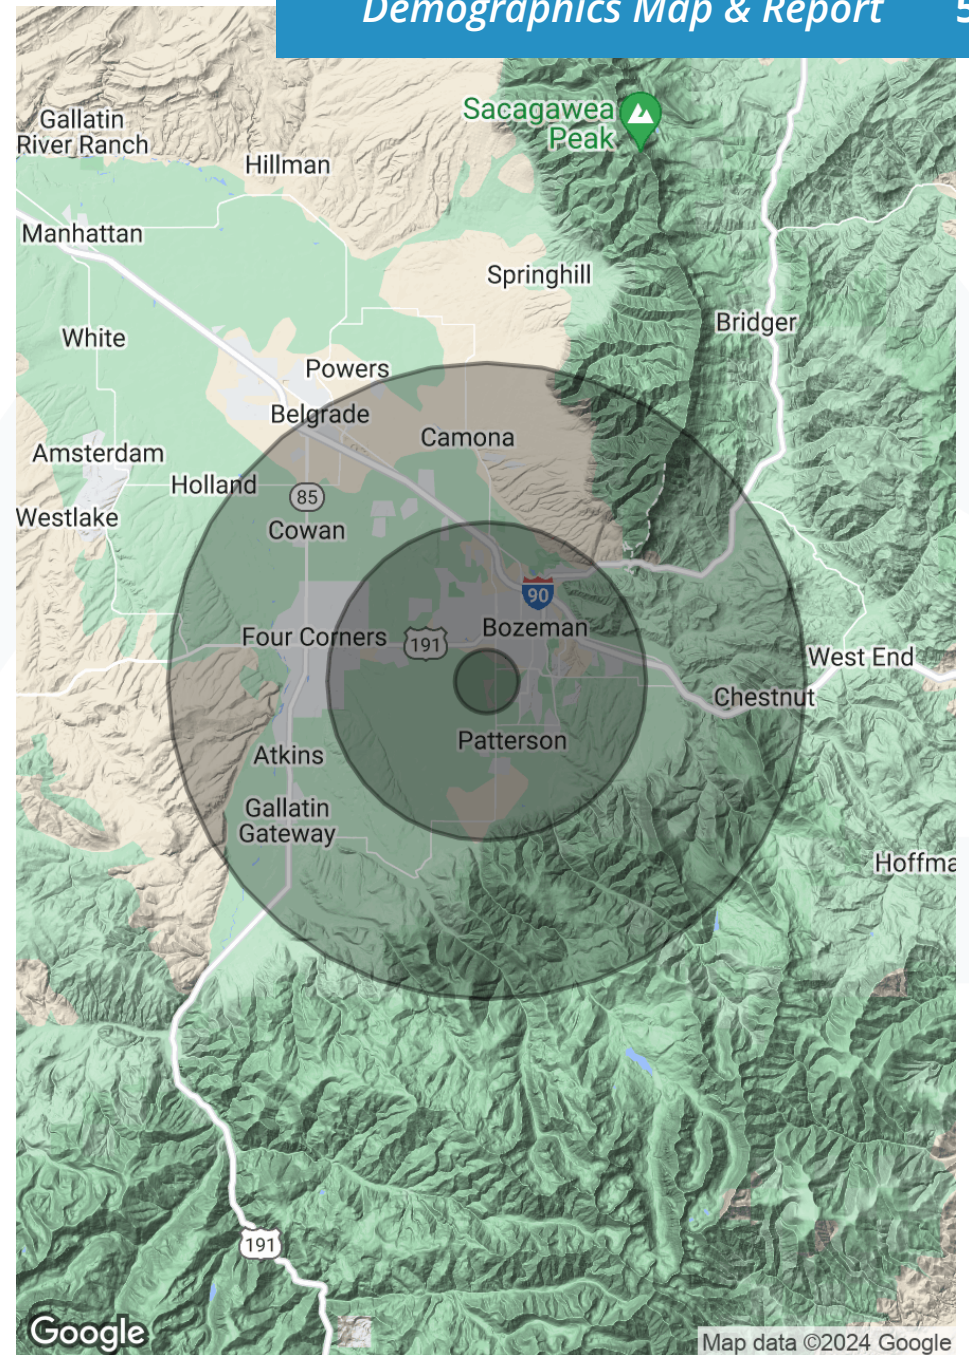 Demographics Map & Report 5
Sacagawea
Peak
Gallatin
River Ranch
Hillman
Manhattan
Springhill
Bridger
White
Powers
Belgrade
Camona
Amsterdam
Holland
85
Westlake
Cowan
90
Bozeman
Four Corners
191
West End
Chestnut
Patterson
Atkins
Gallatin
Gateway
Hoffma
191
Google
Map data ©2024 Google